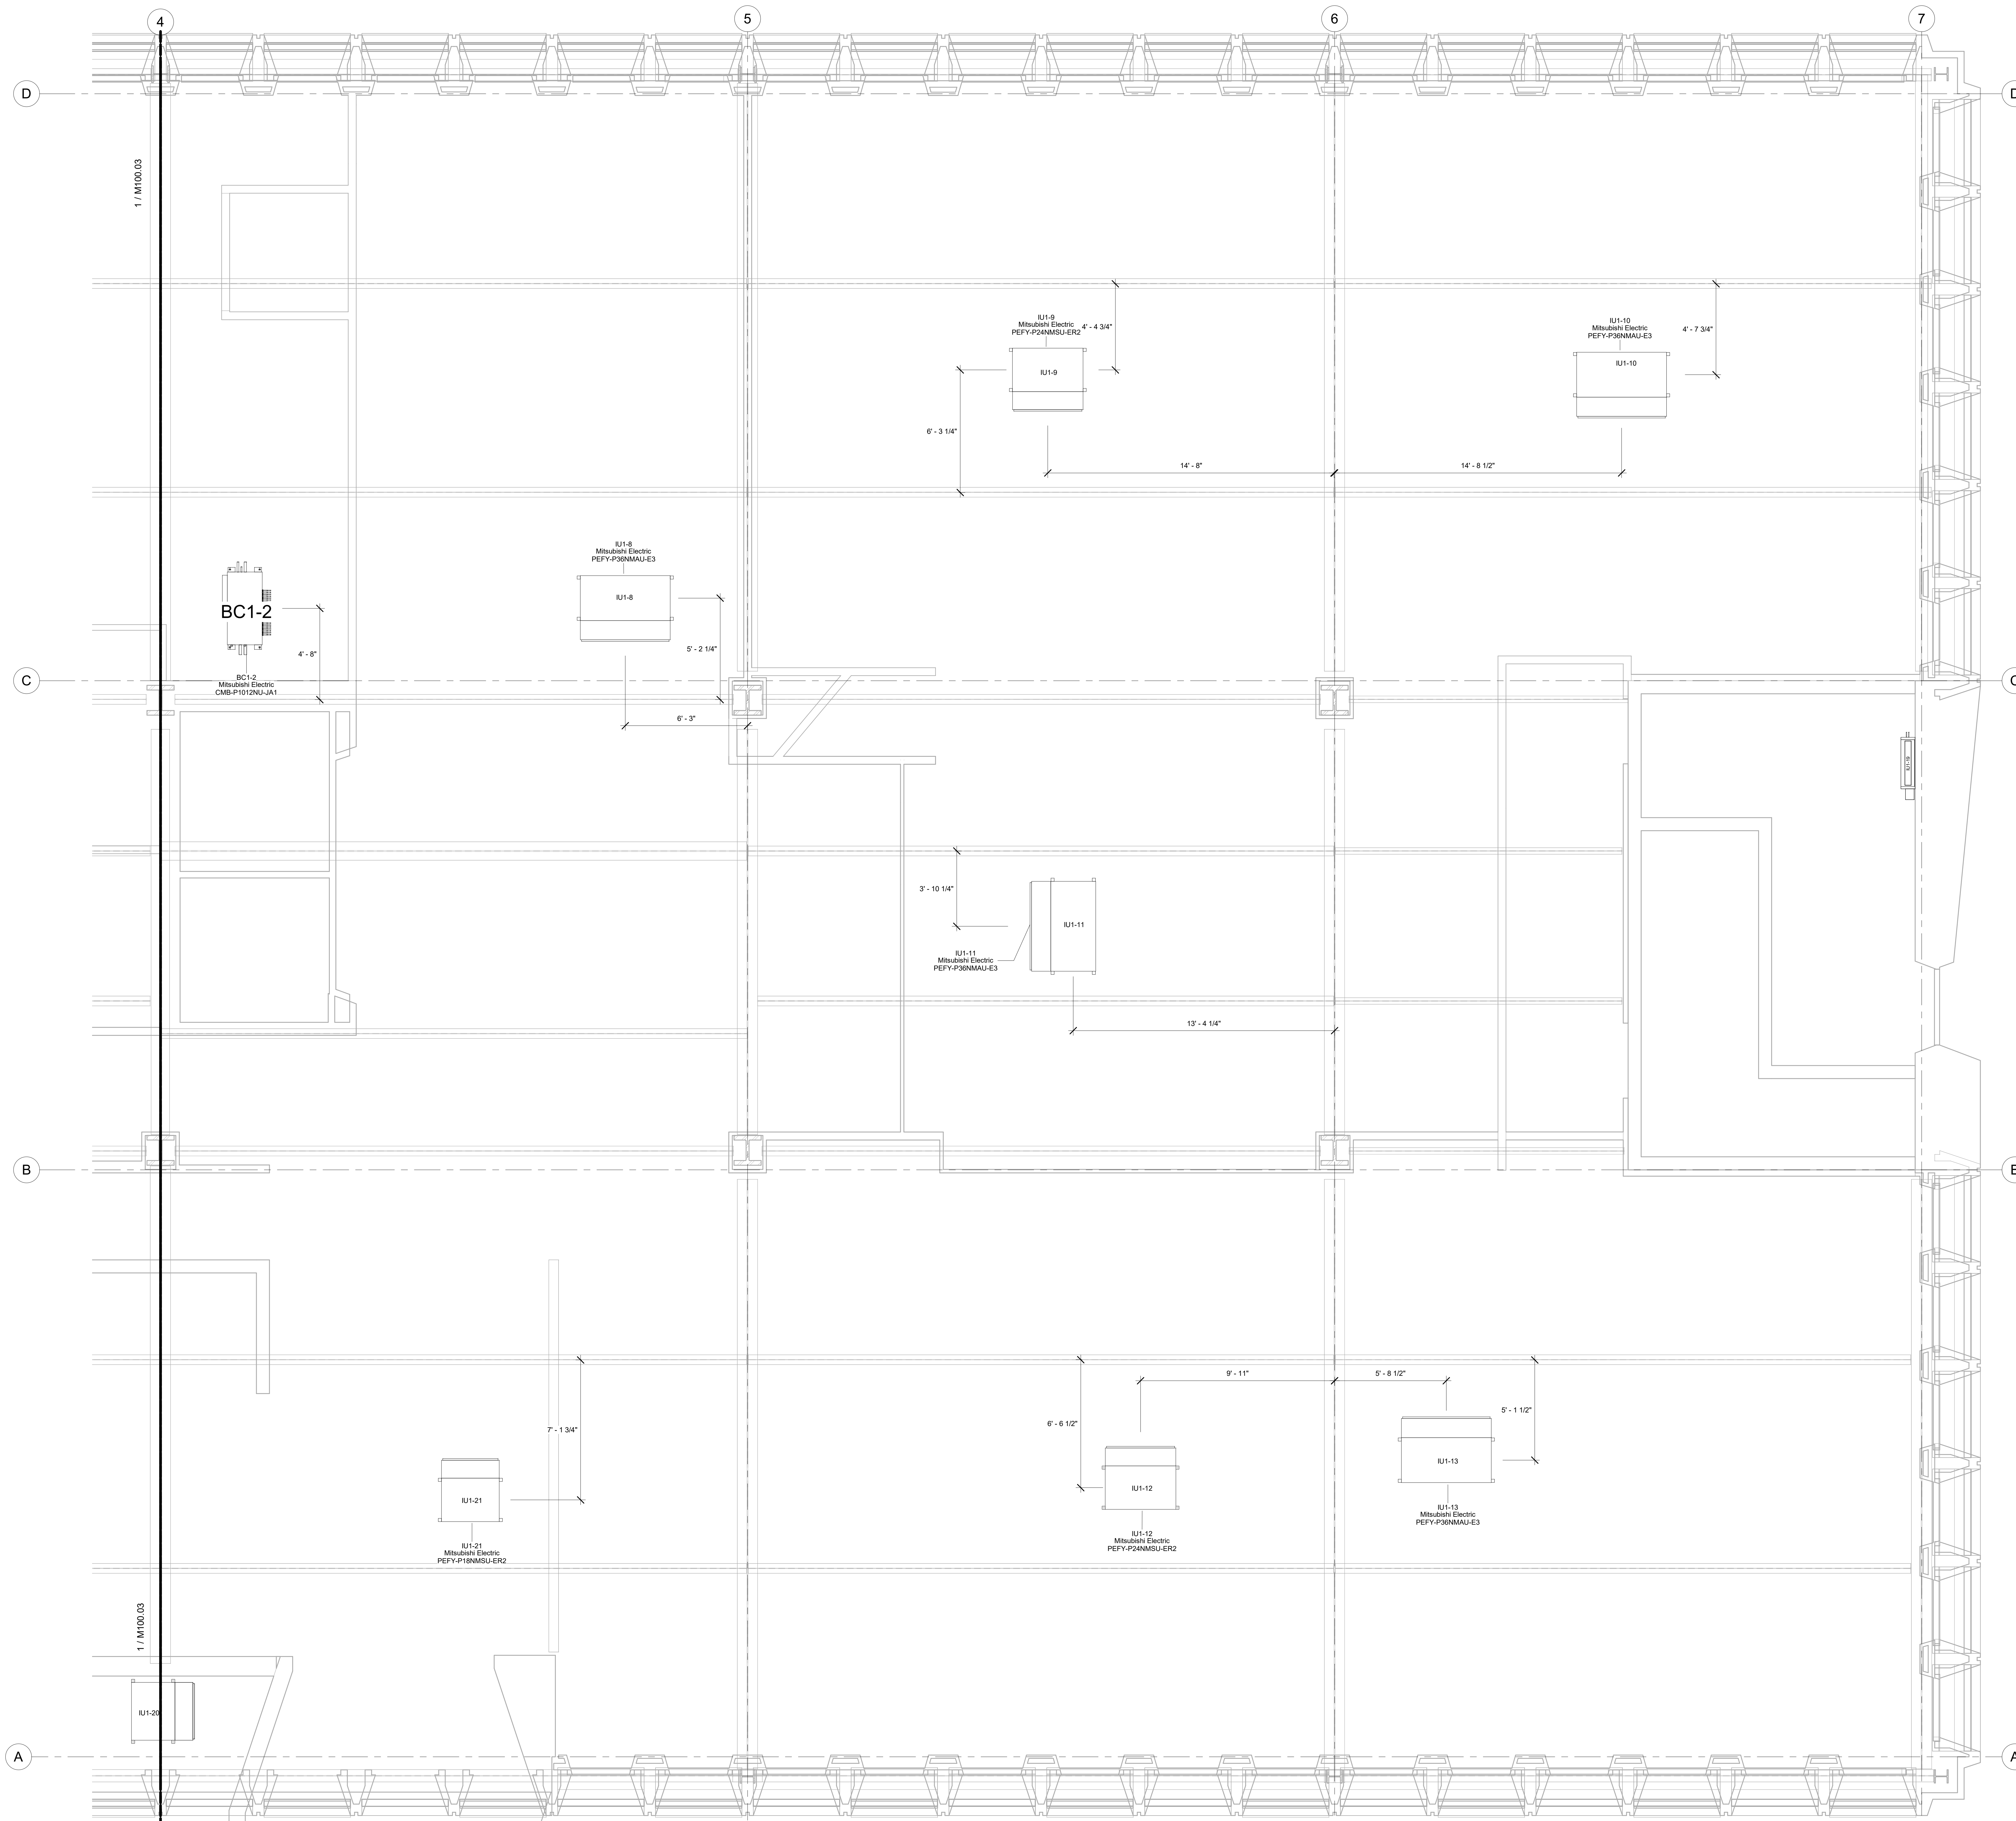 4
5
6
7
D
D
1 / M100.03
IU1-9
Mitsubishi Electric
PEFY-P24NMSU-ER2
4' - 4 3/4"
IU1-9
IU1-10
Mitsubishi Electric
PEFY-P36NMAU-E3
4' - 7 3/4"
IU1-10
6' - 3 1/4"
14' - 8"
14' - 8 1/2"
IU1-8
Mitsubishi Electric
PEFY-P36NMAU-E3
IU1-8
BC1-2
4' - 8"
5' - 2 1/4"
BC1-2
Mitsubishi Electric
CMB-P1012NU-JA1
C
C
6' - 3"
IU1-18
3' - 10 1/4"
IU1-11
IU1-11
Mitsubishi Electric
PEFY-P36NMAU-E3
13' - 4 1/4"
B
B
9' - 11"
5' - 8 1/2"
7' - 1 3/4"
6' - 6 1/2"
5' - 1 1/2"
IU1-21
IU1-12
IU1-13
IU1-21
Mitsubishi Electric
PEFY-P18NMSU-ER2
IU1-12
Mitsubishi Electric
PEFY-P24NMSU-ER2
IU1-13
Mitsubishi Electric
PEFY-P36NMAU-E3
1 / M100.03
IU1-20
A
A